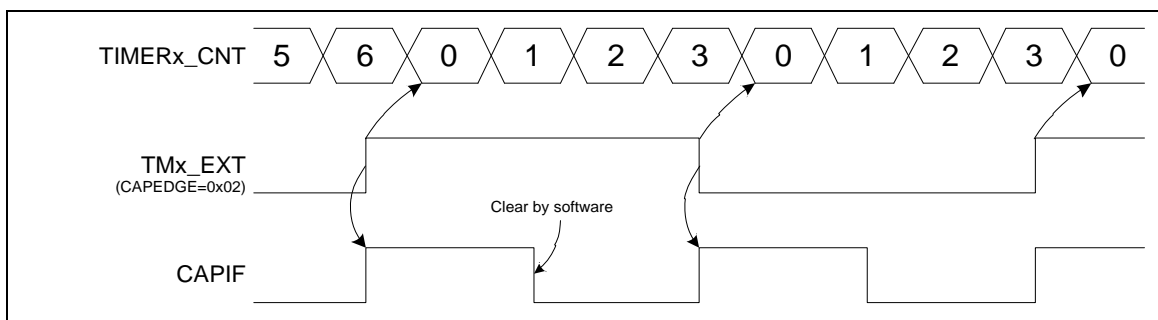 TIMERx_CNT 5 6 0 1 2 3 0 1 2 3 0
TMx_EXT
(CAPEDGE=0x02)
Clear by software
CAPIF